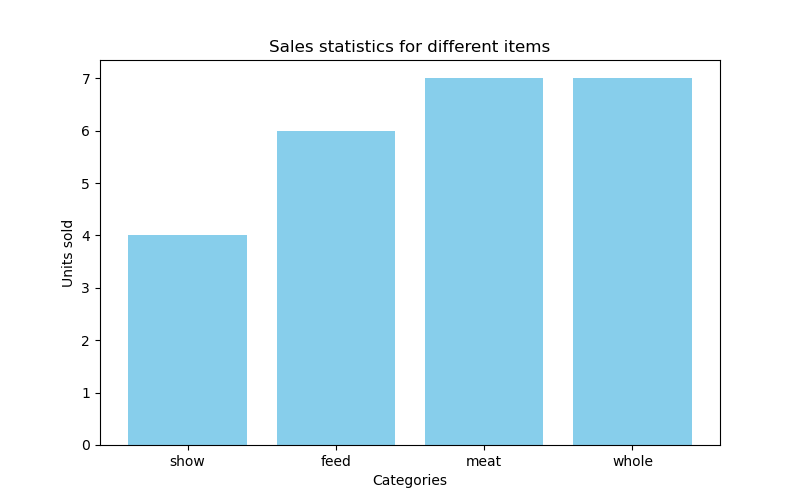 Sales statistics for different items
7
6
5
4
3
2
1
0
Units sold
show feed meat whole
Categories